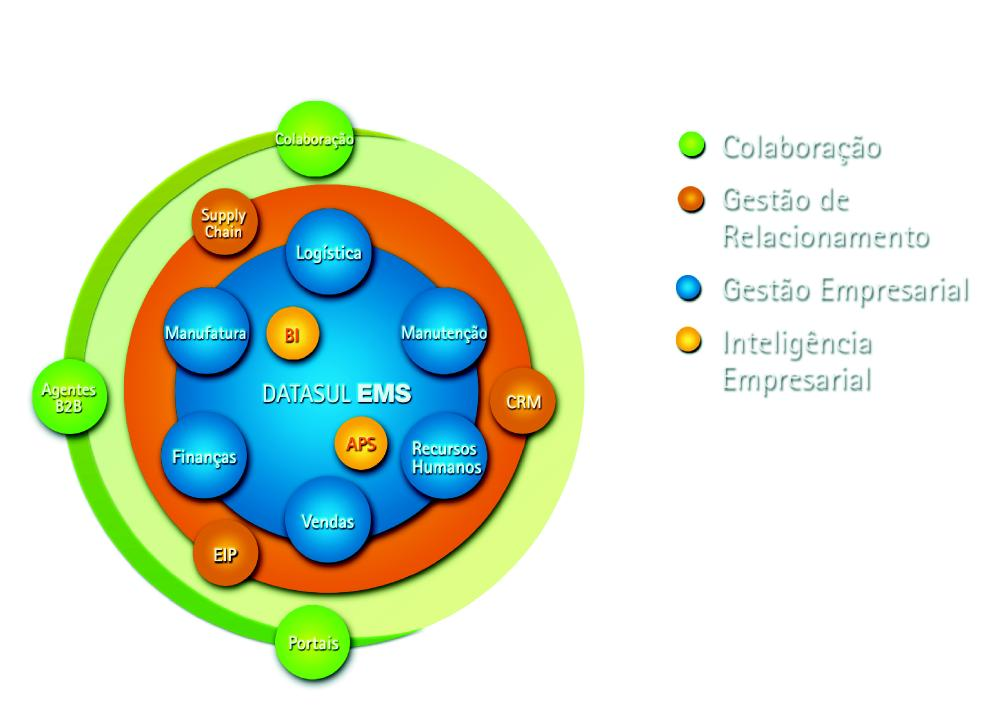 Colaboração
Supply
Chain
Logística
Manufatura
BI
Manutenção
Agentes
B2B
DATASUL EMS
CRM
Finanças
APS
Recursos
Humanos
Vendas
EIP
Portais
Colaboração
Gestão de
Relacionamento
Gestão Empresarial
Inteligência
Empresarial